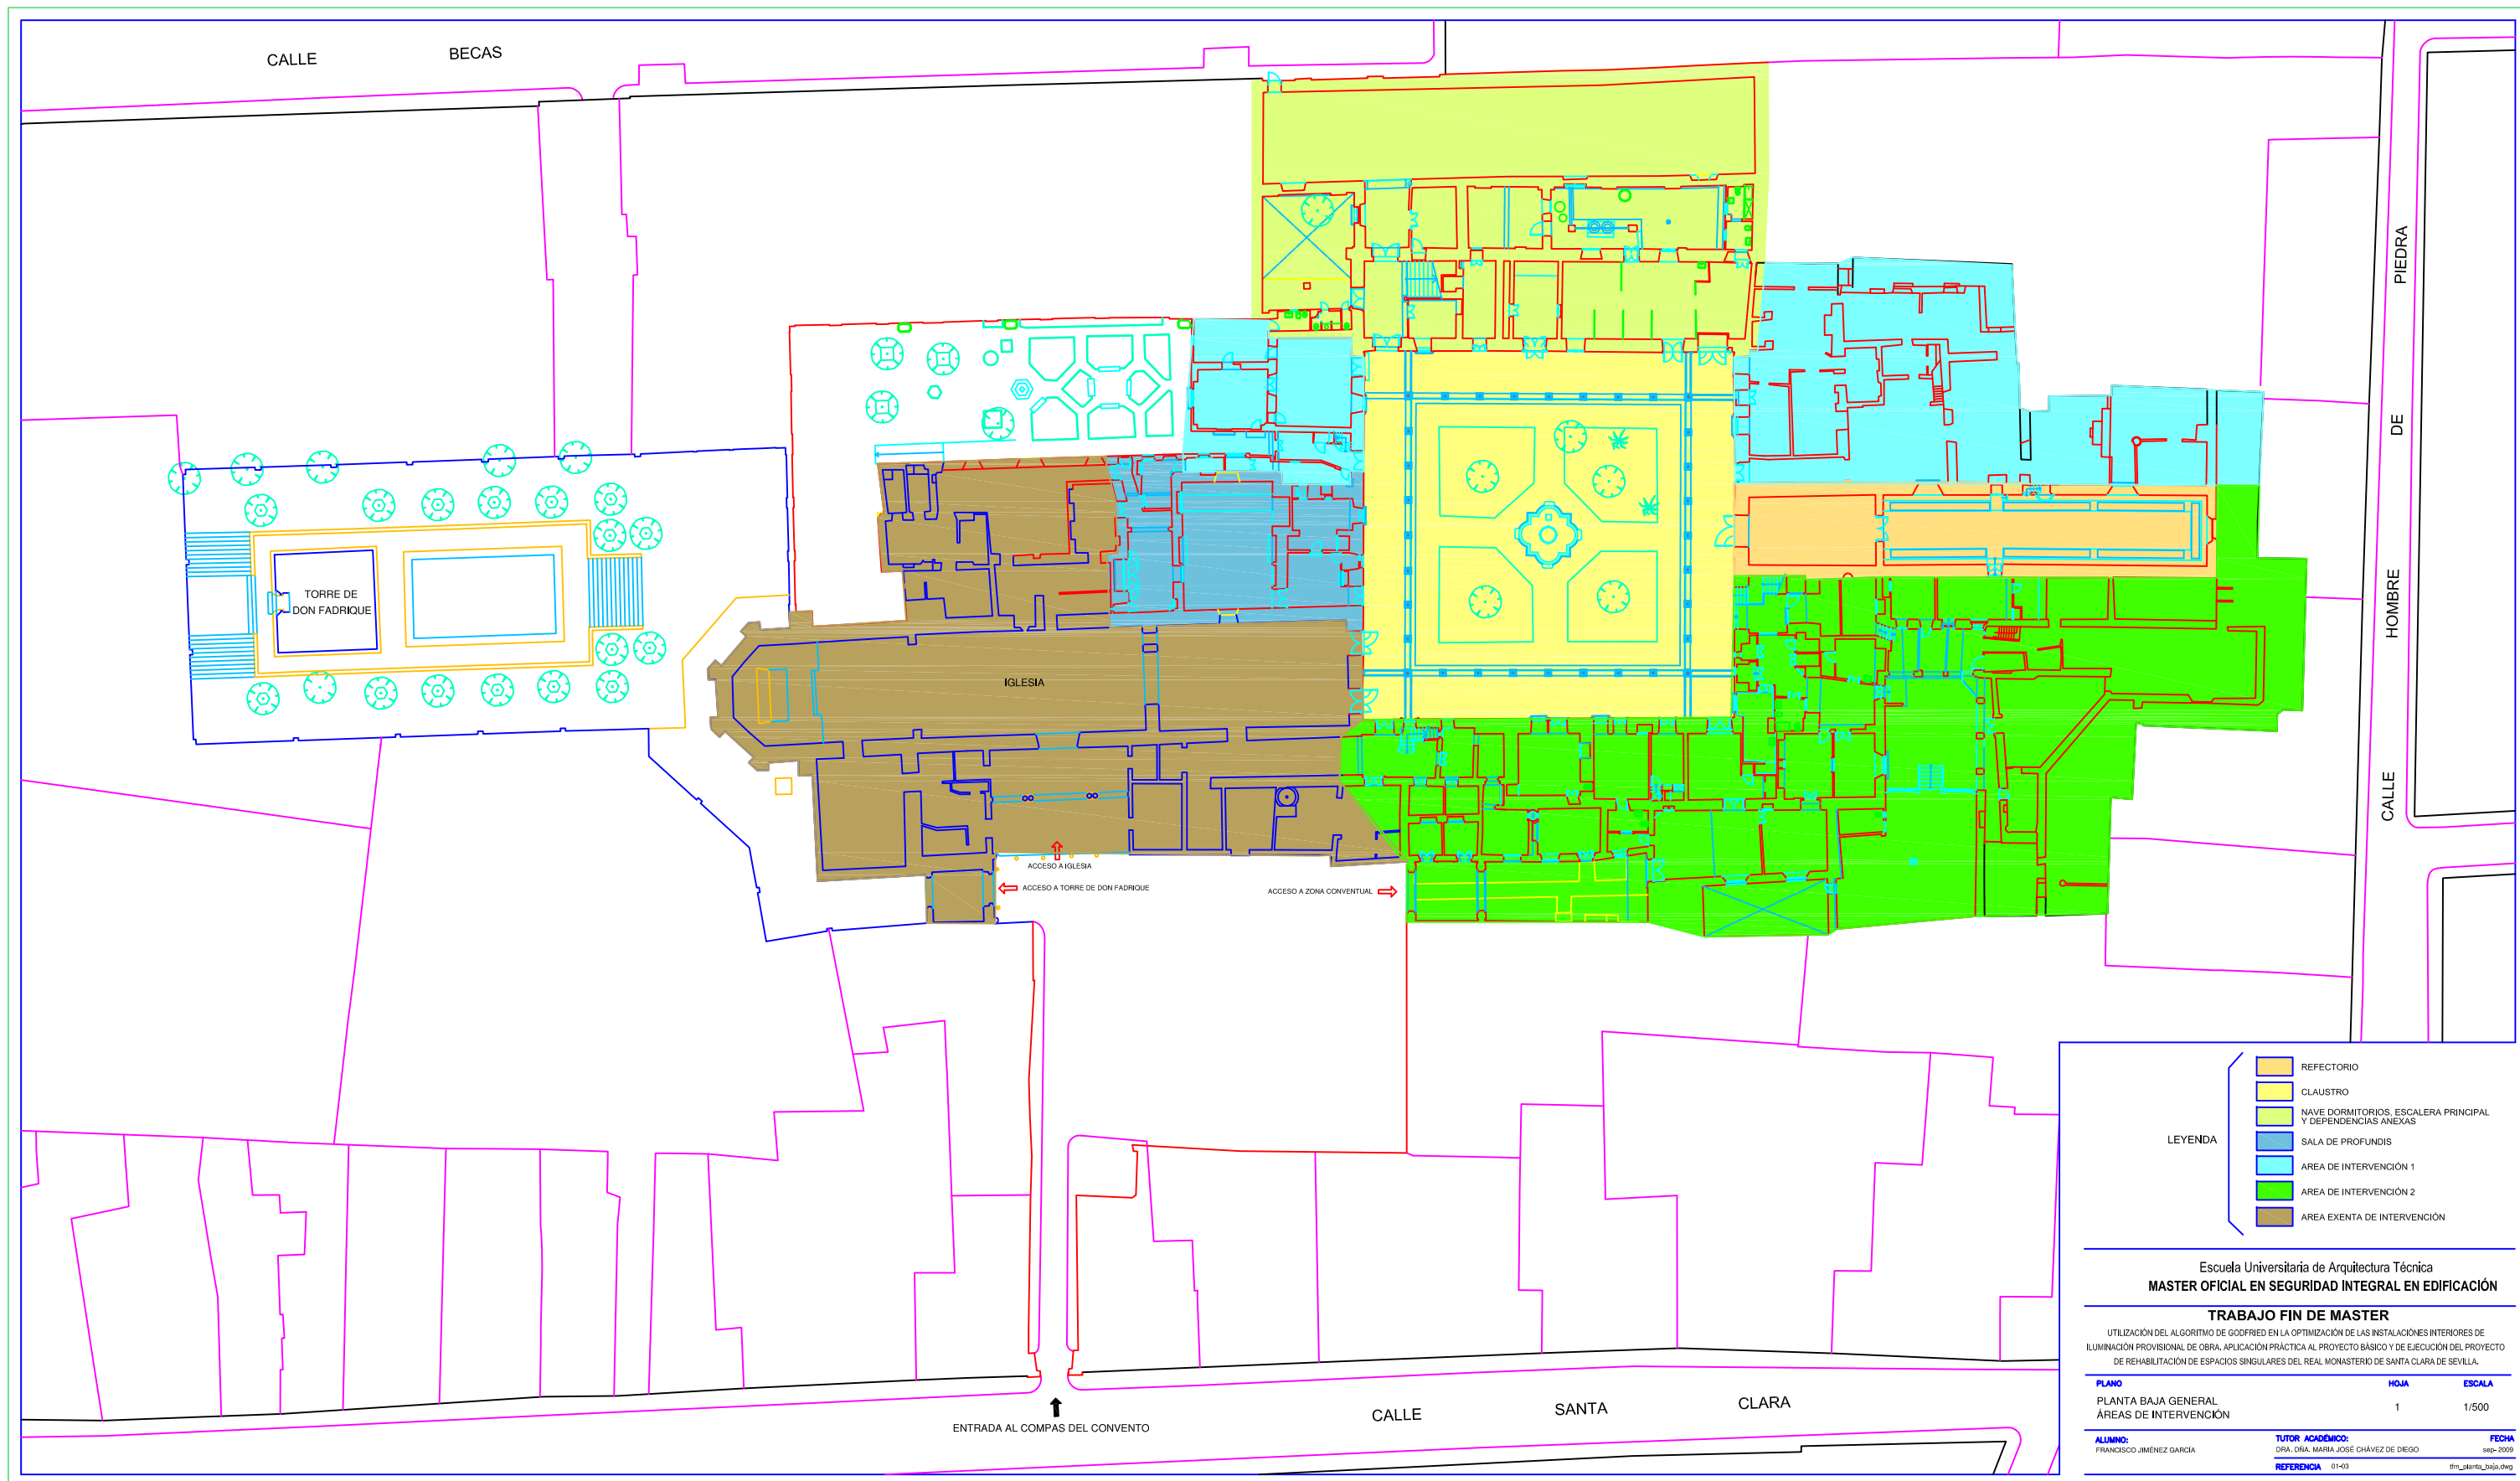 CALLE BECAS
CALLE HOMBRE DE PIEDRA
TORRE DE
DON FADRIQUE
IGLESIA
ACCESO A IGLESIA
ACCESO A TORRE DE DON FADRIQUE
ACCESO A ZONA CONVENTUAL
ENTRADA AL COMPAS DEL CONVENTO
CALLE SANTA CLARA
LEYENDA
REFECTORIO
CLAUSTRO
NAVE DORMITORIOS, ESCALERA PRINCIPAL
Y DEPENDENCIAS ANEXAS
SALA DE PROFUNDIS
AREA DE INTERVENCIÓN 1
AREA DE INTERVENCIÓN 2
AREA EXENTA DE INTERVENCIÓN
Escuela Universitaria de Arquitectura Técnica
MASTER OFICIAL EN SEGURIDAD INTEGRAL EN EDIFICACIÓN
TRABAJO FIN DE MASTER
UTILIZACIÓN DEL ALGORITMO DE GODFRIED EN LA OPTIMIZACIÓN DE LAS INSTALACIÓNES INTERIORES DE
ILUMINACIÓN PROVISIONAL DE OBRA. APLICACIÓN PRÁCTICA AL PROYECTO BÁSICO Y DE EJECUCIÓN DEL PROYECTO
DE REHABILITACIÓN DE ESPACIOS SINGULARES DEL REAL MONASTERIO DE SANTA CLARA DE SEVILLA.
PLANO HOJA ESCALA
PLANTA BAJA GENERAL
ÁREAS DE INTERVENCIÓN
1 1/500
ALUMNO: TUTOR ACADÉMICO: FECHA
FRANCISCO JIMÉNEZ GARCÍA DRA. DÑA. MARIA JOSÉ CHÁVEZ DE DIEGO sep- 2009
REFERENCIA 01-03 tfm_planta_baja.dwg